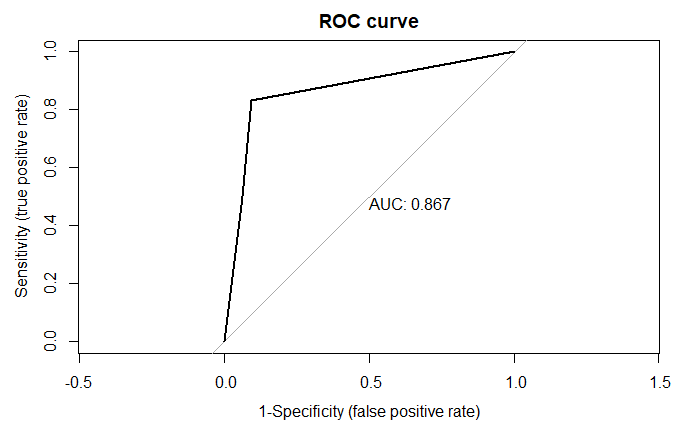 ROC curve
Sensitivity (true positive rate)
1.0
0.8
0.6
0.4
0.2
0.0
AUC: 0.867
-0.5 0.0 0.5 1.0 1.5
1-Specificity (false positive rate)